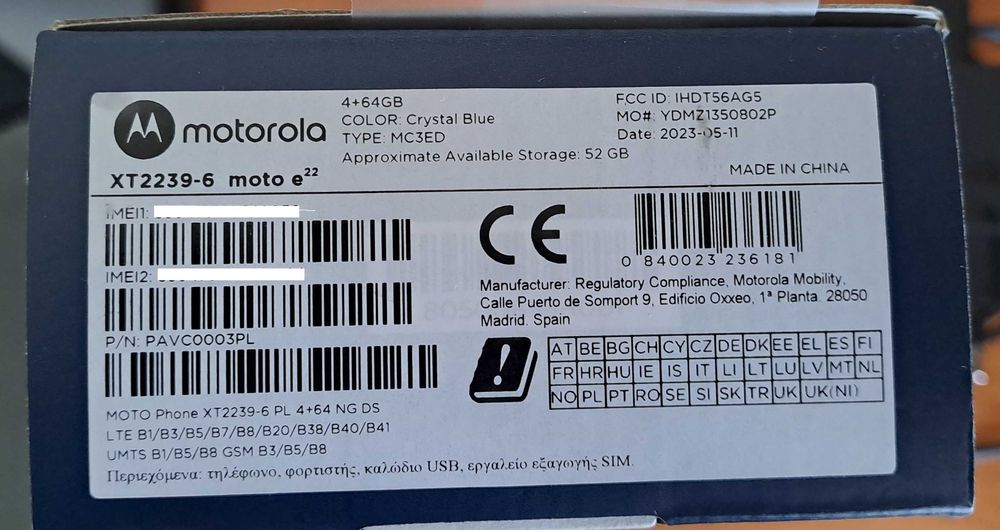 motorola
XT2239-6 moto e22
4+64GB
COLOR: Crystal Blue
TYPE: MC3ED
Approximate Available Storage: 52 GB
FCC ID: IHDT56AG5
MO#: YDMZ1350802P
Date: 2023-05-11
MADE IN CHINA
IMEI1:
IMEI2:
P/N: PAVC0003PL
MOTO Phone XT2239-6 PL 4+64 NG DS
LTE B1/B3/B5/B7/B8/B20/B38/B40/B41
UMTS B1/B5/B8 GSM B3/B5/B8
Περιεχόμενα: τηλέφωνο, φορτιστής, καλώδιο USB, εργαλείο εξαγωγής SIM.
CE
0 840023 236181
Manufacturer: Regulatory Compliance, Motorola Mobility,
Calle Puerto de Somport 9, Edificio Oxxeo, 1ª Planta. 28050
Madrid. Spain
AT BE BG CH CY CZ DE DK EE EL ES FI
FR HR HU IE IS IT LI LT LU LV MT NL
NO PL PT RO SE SI SK TR UK UK(NI)